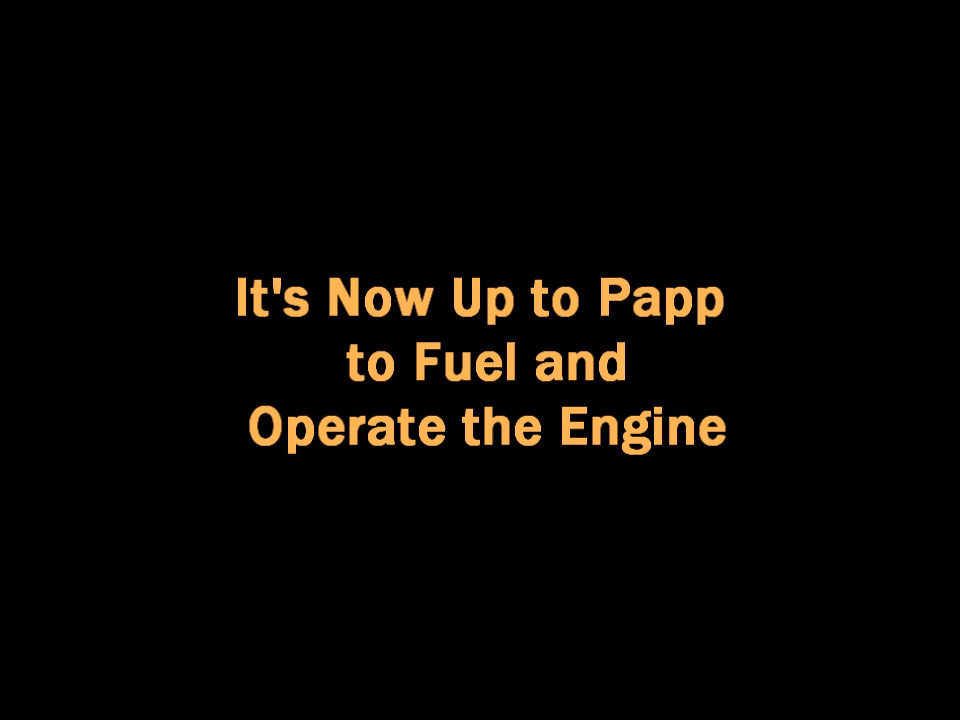 It's Now Up to Papp
to Fuel and
Operate the Engine